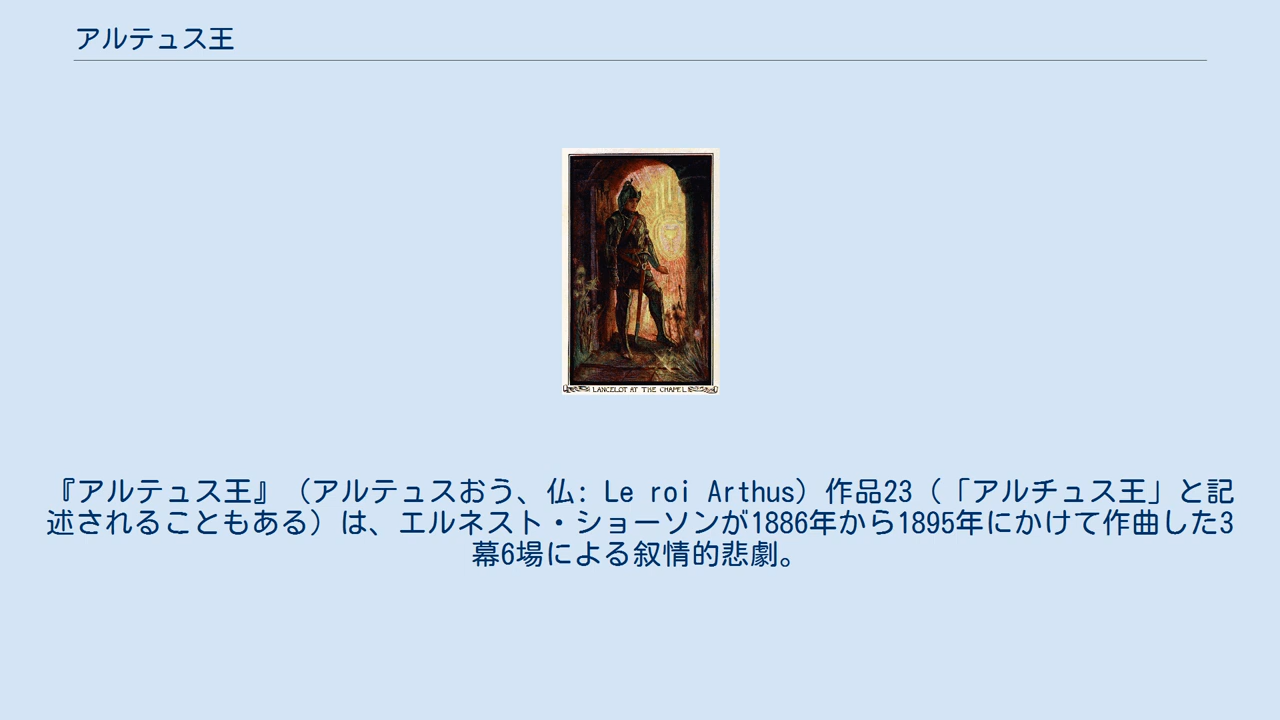 アルテュス王
LANCELOT AT THE CHAPEL
『アルテュス王』（アルテュスおう、仏: Le roi Arthus）作品23（「アルチュス王」と記
述されることもある）は、エルネスト・ショーソンが1886年から1895年にかけて作曲した3
幕6場による叙情的悲劇。